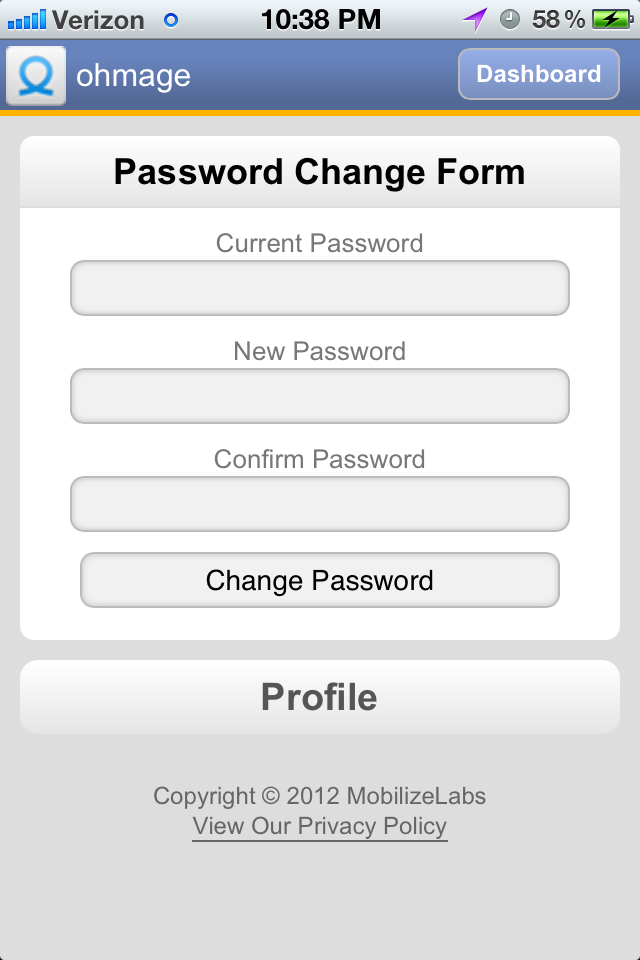 Verizon 10:38 PM 58 %
ohmage Dashboard
Password Change Form
Current Password
New Password
Confirm Password
Change Password
Profile
Copyright © 2012 MobilizeLabs
View Our Privacy Policy